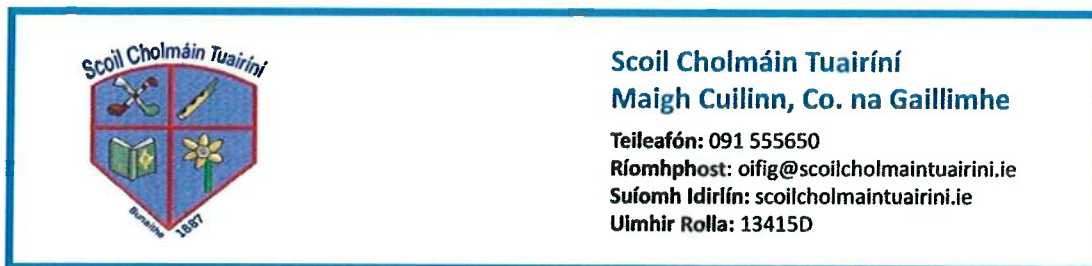 Scoil Cholmáin Tuairíní
Bunaithe 1887
Scoil Cholmáin Tuairíní
Maigh Cuilinn, Co. na Gaillimhe
Teileafón: 091 555650
Ríomhphost: oifig@scoilcholmaintuairini.ie
Suíomh Idirlín: scoilcholmaintuairini.ie
Uimhir Rolla: 13415D